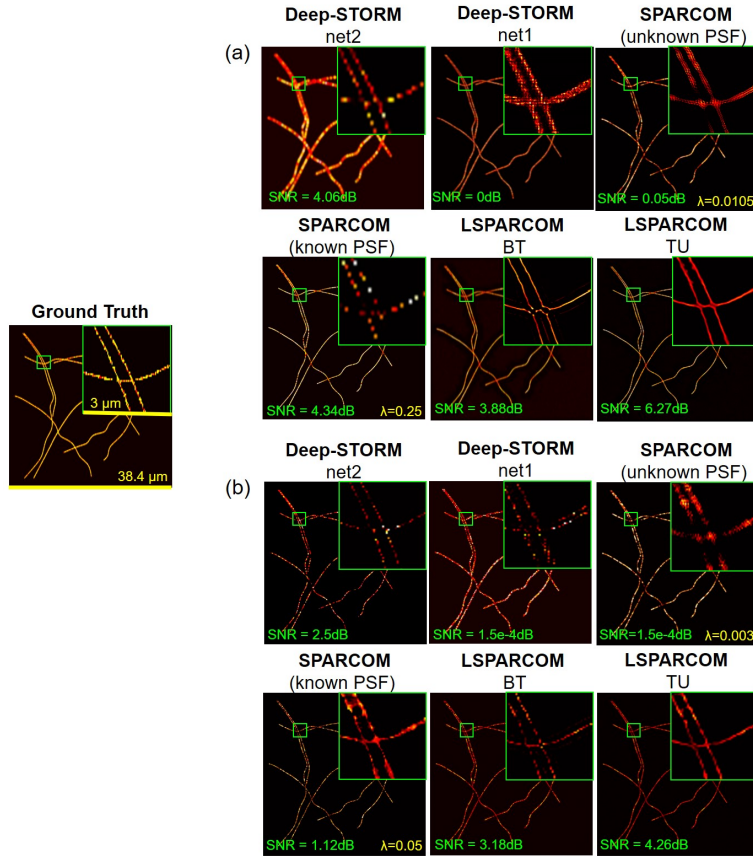 Deep-STORM
net2
Deep-STORM
net1
SPARCOM
(unknown PSF)
(a)
SNR = 4.06dB
SNR = 0dB
SNR = 0.05dB
λ=0.0105
SPARCOM
(known PSF)
LSPARCOM
BT
LSPARCOM
TU
SNR = 4.34dB
λ=0.25
SNR = 3.88dB
SNR = 6.27dB
Ground Truth
3 µm
38.4 µm
Deep-STORM
net2
Deep-STORM
net1
SPARCOM
(unknown PSF)
(b)
SNR = 2.5dB
SNR = 1.5e-4dB
SNR=1.5e-4dB
λ=0.003
SPARCOM
(known PSF)
LSPARCOM
BT
LSPARCOM
TU
SNR = 1.12dB
λ=0.05
SNR = 3.18dB
SNR = 4.26dB